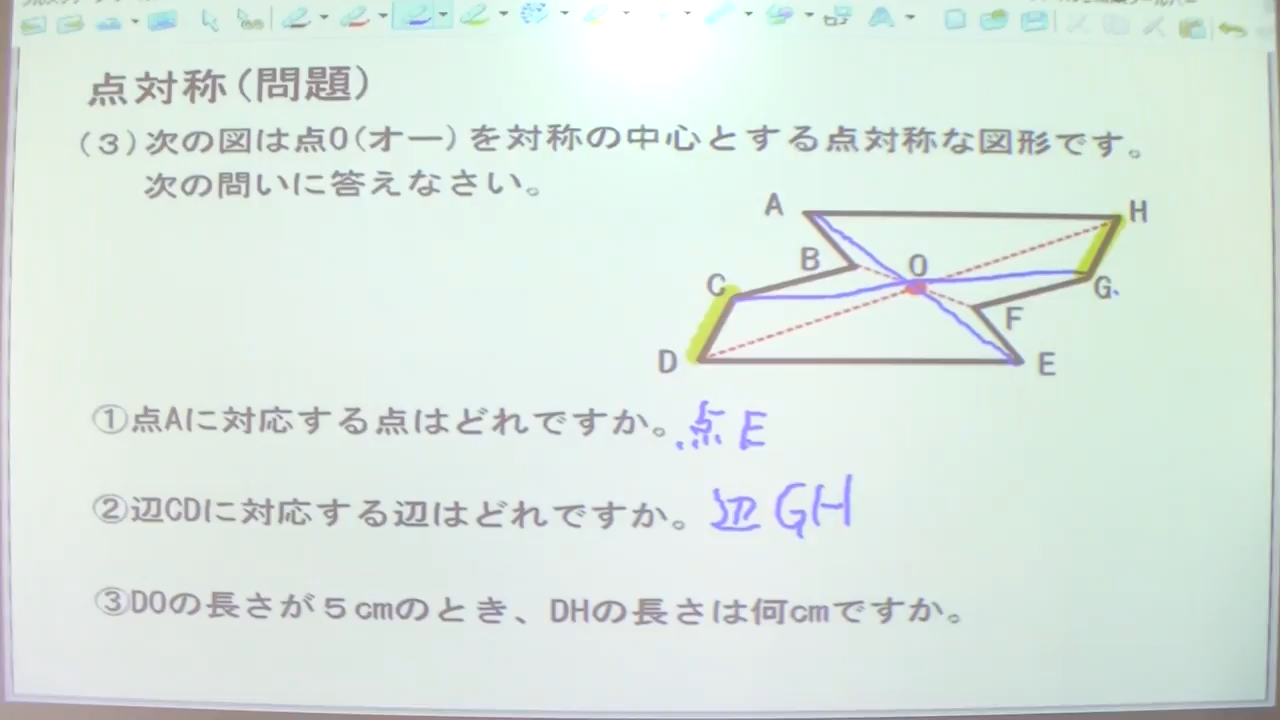 点対称(問題)
(3)次の図は点O(オー)を対称の中心とする点対称な図形です。
次の問いに答えなさい。
A
H
B
O
C
G
F
D
E
①点Aに対応する点はどれですか。点E
②辺CDに対応する辺はどれですか。辺GH
③DOの長さが5cmのとき、DHの長さは何cmですか。